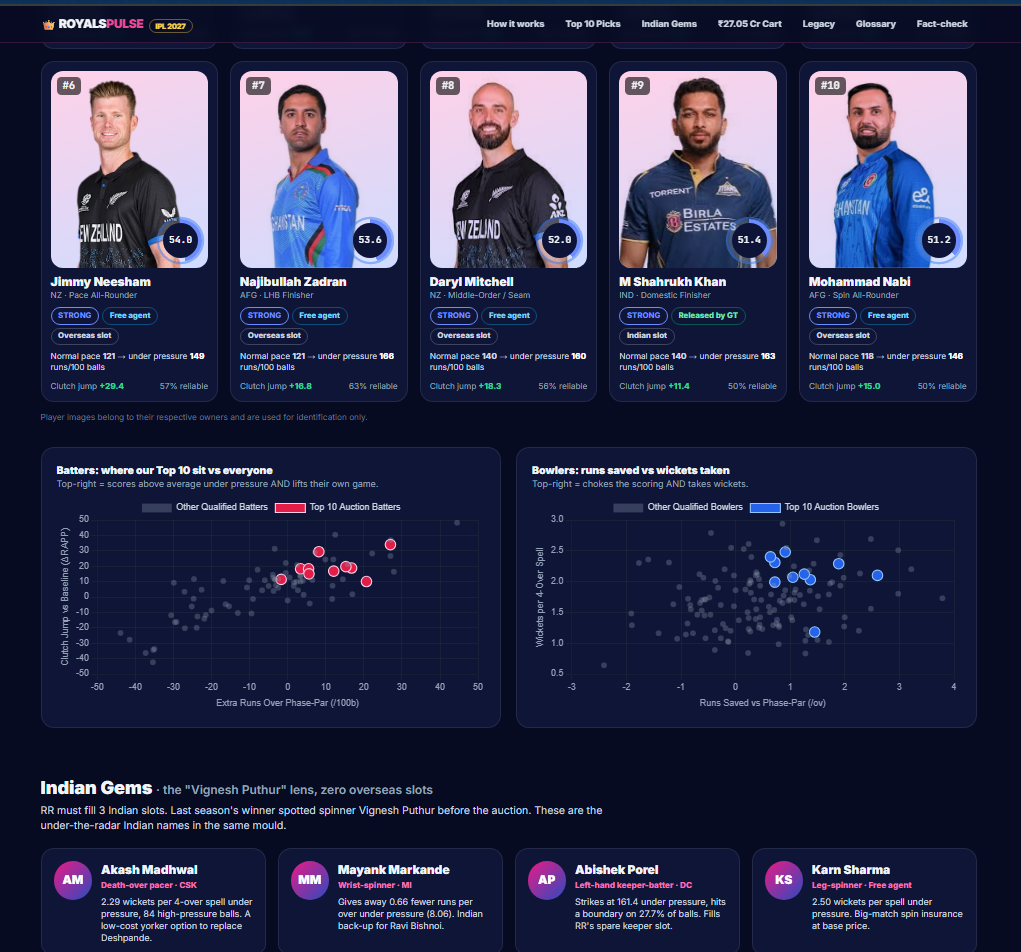 ROYALSPULSE IPL 2027 How it works Top 10 Picks Indian Gems ₹27.05 Cr Cart Legacy Glossary Fact-check
#6 #7 #8 #9 #10
54.0 53.6 52.0 51.4 51.2
Jimmy Neesham
NZ · Pace All-Rounder
STRONG Free agent
Overseas slot
Normal pace 121 → under pressure 149
runs/100 balls
Clutch jump +29.4 57% reliable
Najibullah Zadran
AFG · LHB Finisher
STRONG Free agent
Overseas slot
Normal pace 121 → under pressure 166
runs/100 balls
Clutch jump +16.8 63% reliable
Daryl Mitchell
NZ · Middle-Order / Seam
STRONG Free agent
Overseas slot
Normal pace 140 → under pressure 160
runs/100 balls
Clutch jump +18.3 56% reliable
TORRENT
BIRLA
ESTATES
M Shahrukh Khan
IND · Domestic Finisher
STRONG Released by GT
Indian slot
Normal pace 140 → under pressure 163
runs/100 balls
Clutch jump +11.4 50% reliable
Mohammad Nabi
AFG · Spin All-Rounder
STRONG Free agent
Overseas slot
Normal pace 118 → under pressure 146
runs/100 balls
Clutch jump +15.0 50% reliable
Player images belong to their respective owners and are used for identification only.
Batters: where our Top 10 sit vs everyone
Top-right = scores above average under pressure AND lifts their own game.
Other Qualified Batters Top 10 Auction Batters
Clutch Jump vs Baseline (Δ RAPP)
50
40
30
20
10
0
-10
-20
-30
-40
-50
-50 -40 -30 -20 -10 0 10 20 30 40 50
Extra Runs Over Phase-Par (/100b)
Bowlers: runs saved vs wickets taken
Top-right = chokes the scoring AND takes wickets.
Other Qualified Bowlers Top 10 Auction Bowlers
Wickets per 4-Over Spell
3.0
2.5
2.0
1.5
1.0
0.5
-3 -2 -1 0 1 2 3 4
Runs Saved vs Phase-Par (/ov)
Indian Gems · the "Vignesh Puthur" lens, zero overseas slots
RR must fill 3 Indian slots. Last season's winner spotted spinner Vignesh Puthur before the auction. These are the
under-the-radar Indian names in the same mould.
AM
Akash Madhwal
Death-over pacer · CSK
2.29 wickets per 4-over spell under
pressure, 84 high-pressure balls. A
low-cost yorker option to replace
Deshpande.
MM
Mayank Markande
Wrist-spinner · MI
Gives away 0.66 fewer runs per
over under pressure (8.06). Indian
back-up for Ravi Bishnoi.
AP
Abishek Porel
Left-hand keeper-batter · DC
Strikes at 161.4 under pressure, hits
a boundary on 27.7% of balls. Fills
RR's spare keeper slot.
KS
Karn Sharma
Leg-spinner · Free agent
2.50 wickets per spell under
pressure. Big-match spin insurance
at base price.